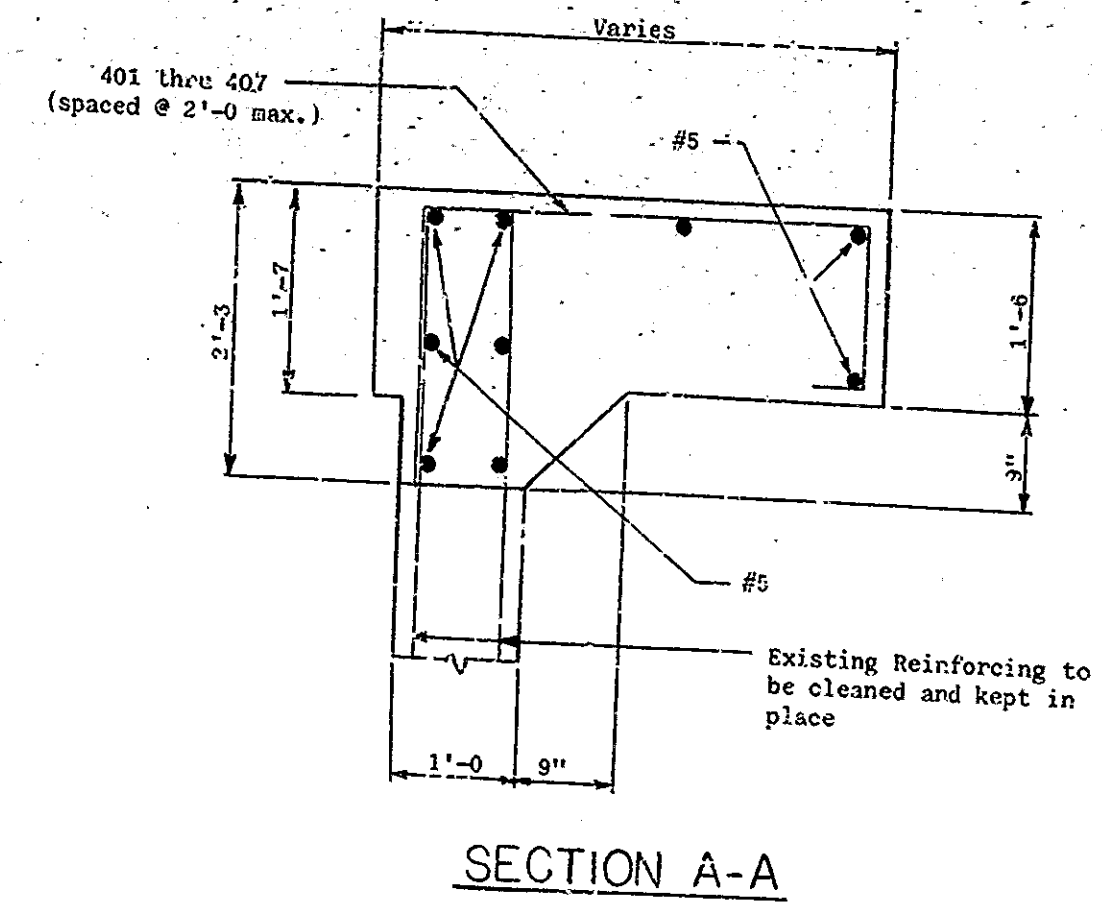 Varies
401 thru 407
(spaced @ 2'-0 max.)
#5
1'-7
2'-3
1'-6
9"
#5
Existing Reinforcing to
be cleaned and kept in
place
1'-0
9"
SECTION A-A